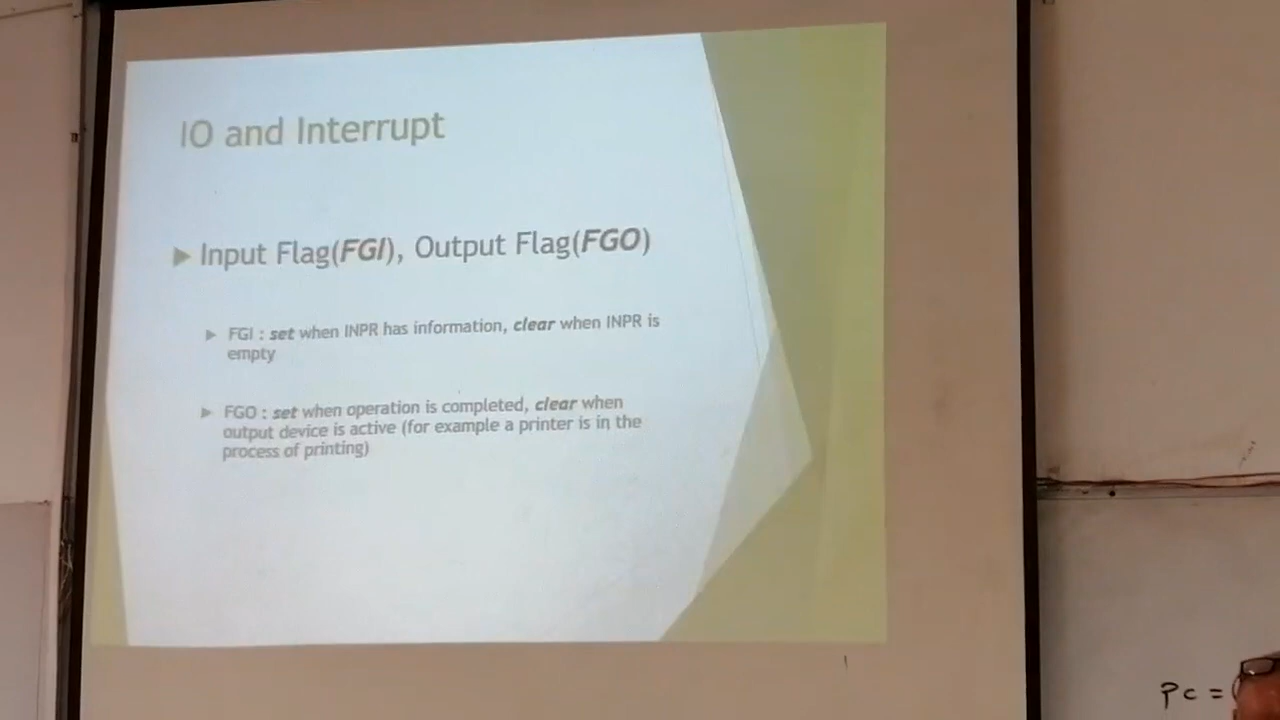 IO and Interrupt
Input Flag(FGI), Output Flag(FGO)
FGI : set when INPR has information, clear when INPR is
empty
FGO : set when operation is completed, clear when
output device is active (for example a printer is in the
process of printing)
PC =